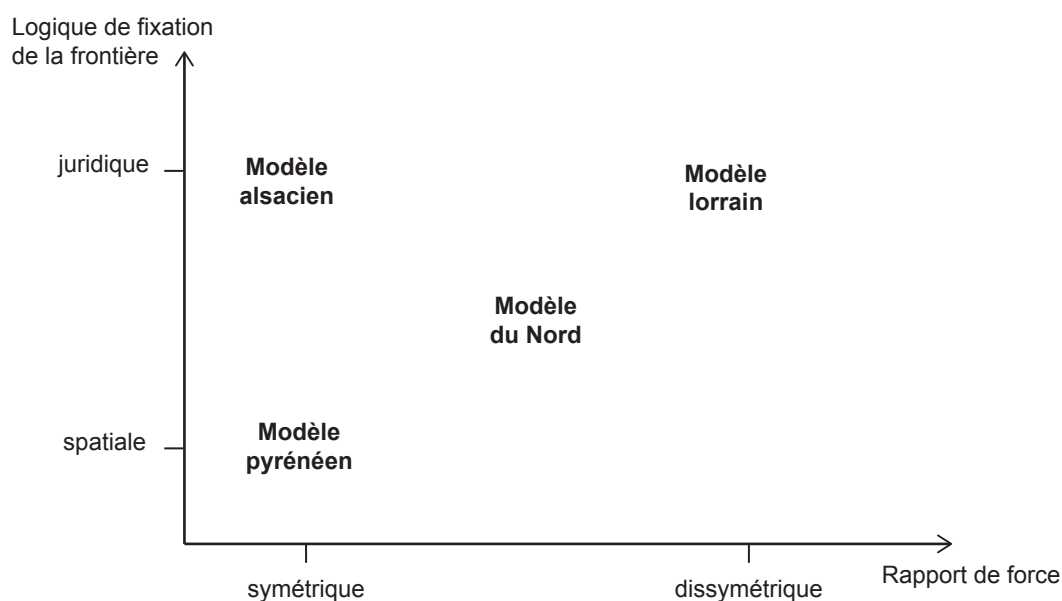 Logique de fixation
de la frontière
juridique
Modèle
alsacien
Modèle
lorrain
Modèle
du Nord
spatiale
Modèle
pyrénéen
symétrique
dissymétrique
Rapport de force